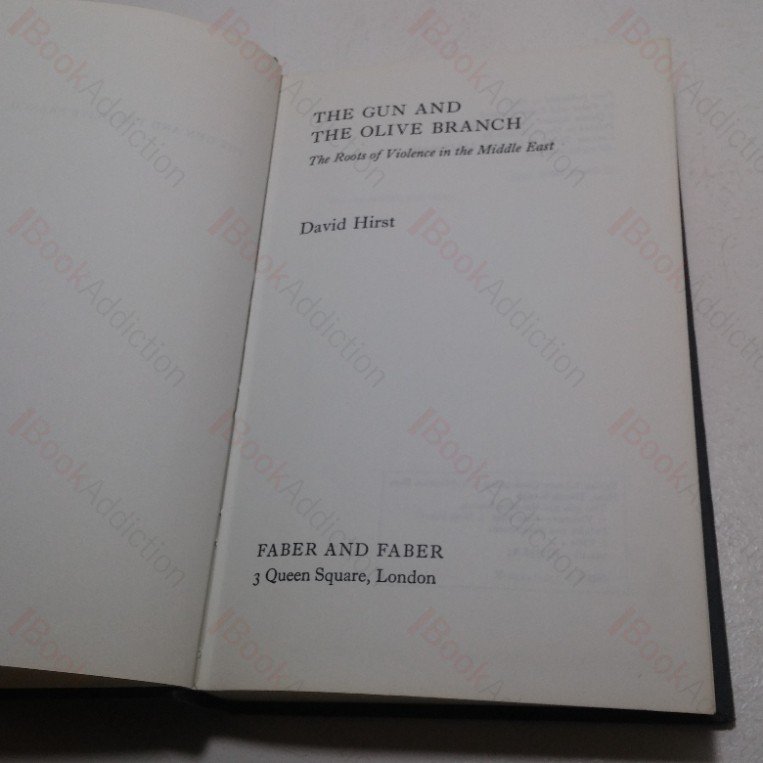 THE GUN AND
THE OLIVE BRANCH
The Roots of Violence in the Middle East
David Hirst
FABER AND FABER
3 Queen Square, London
BookAddiction